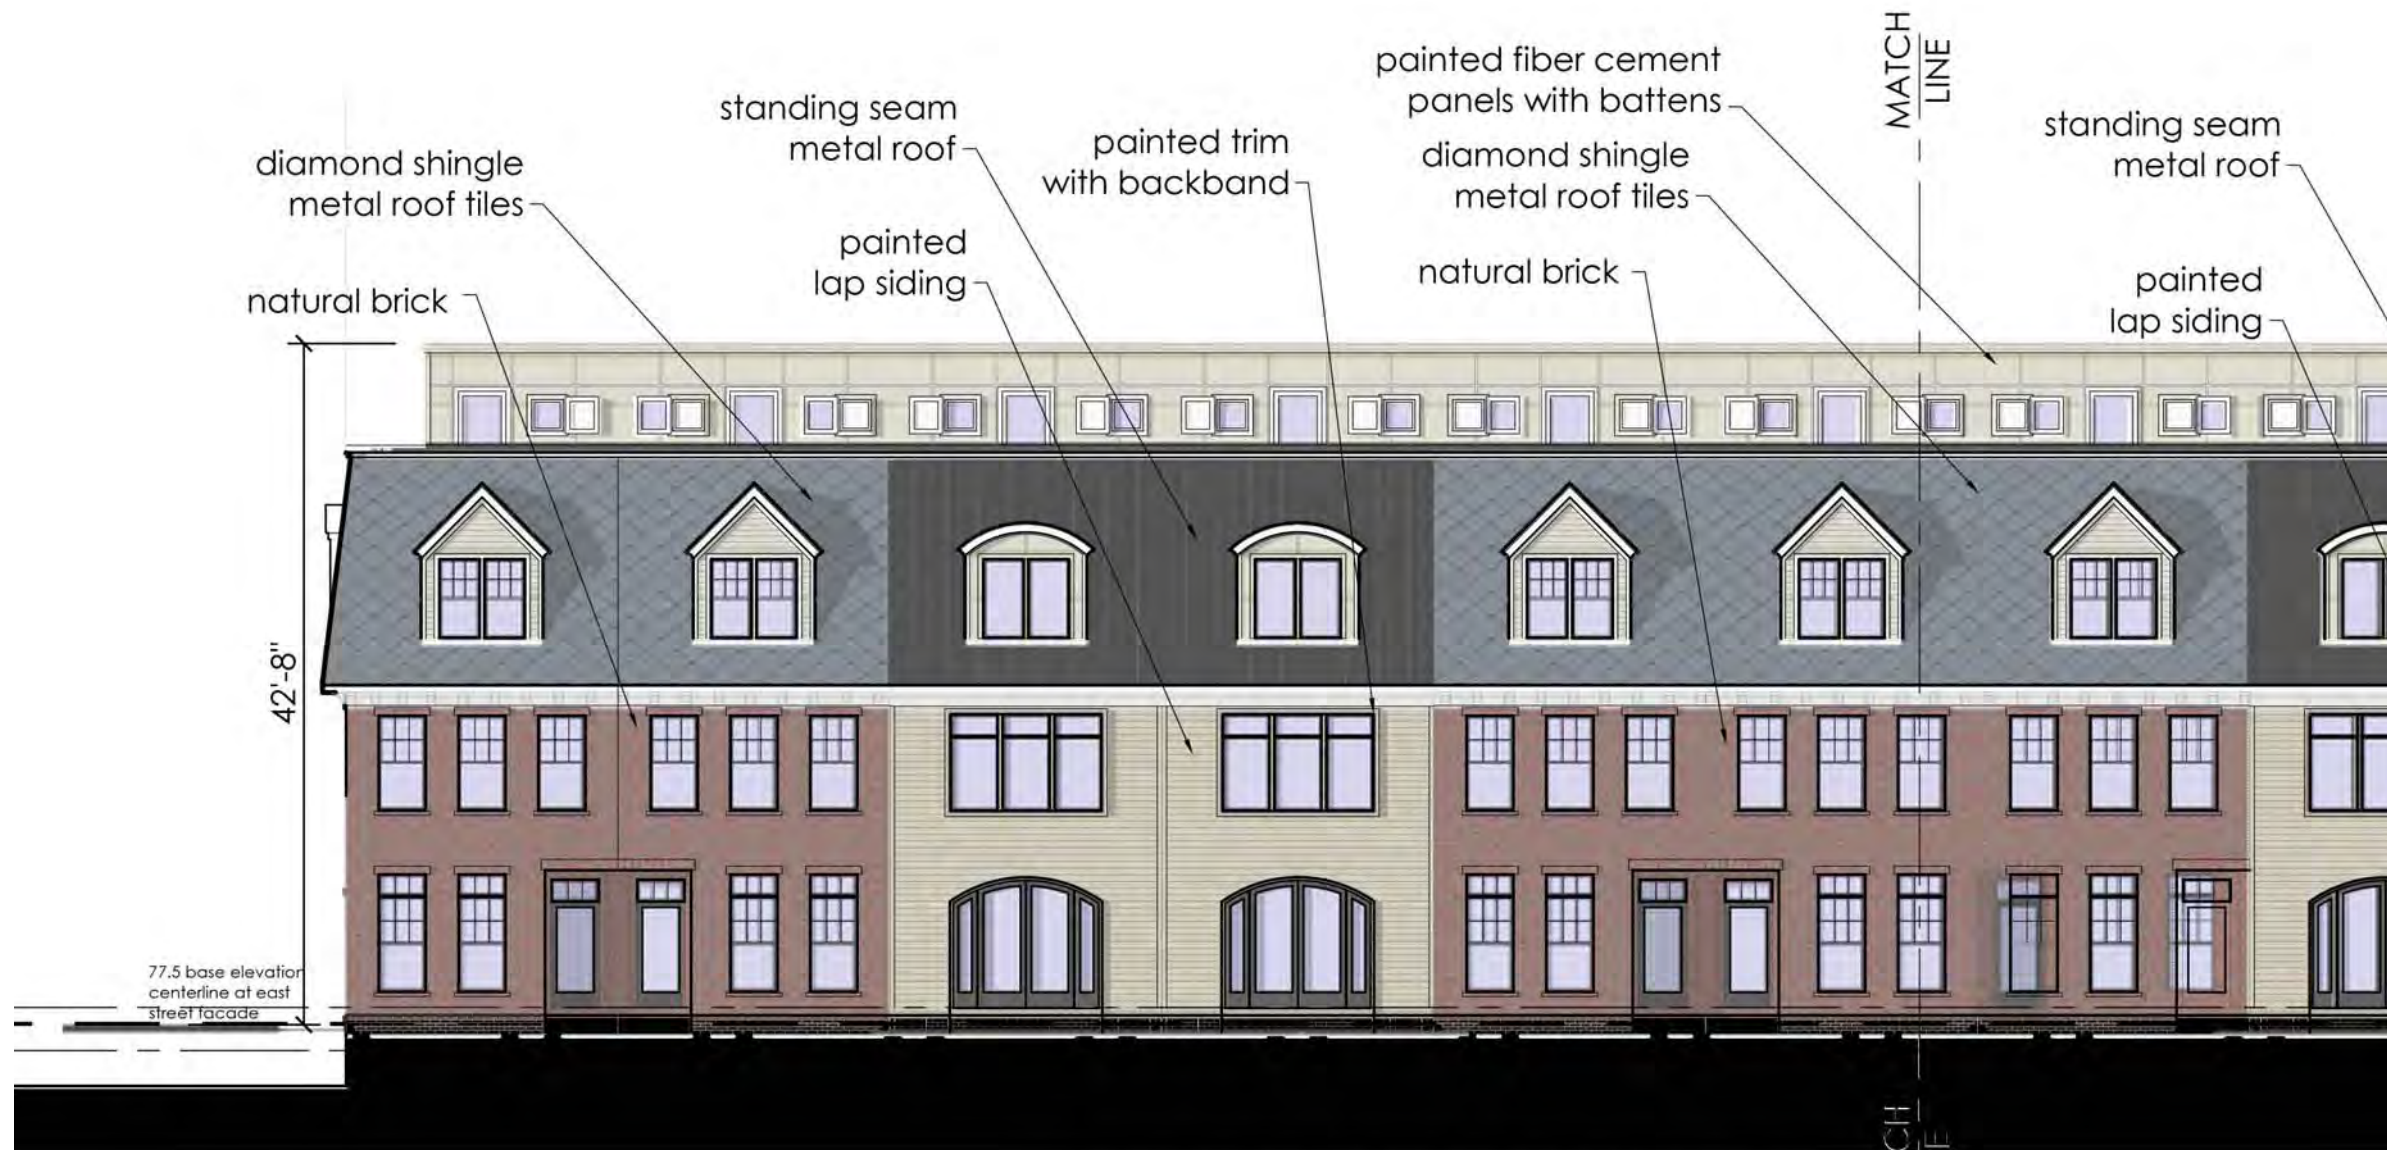 MATCH
LINE
painted fiber cement
panels with battens
standing seam
metal roof
painted trim
with backband
standing seam
metal roof
diamond shingle
metal roof tiles
diamond shingle
metal roof tiles
painted
lap siding
natural brick
painted
lap siding
natural brick
42'-8"
77.5 base elevation
centerline at east
street facade